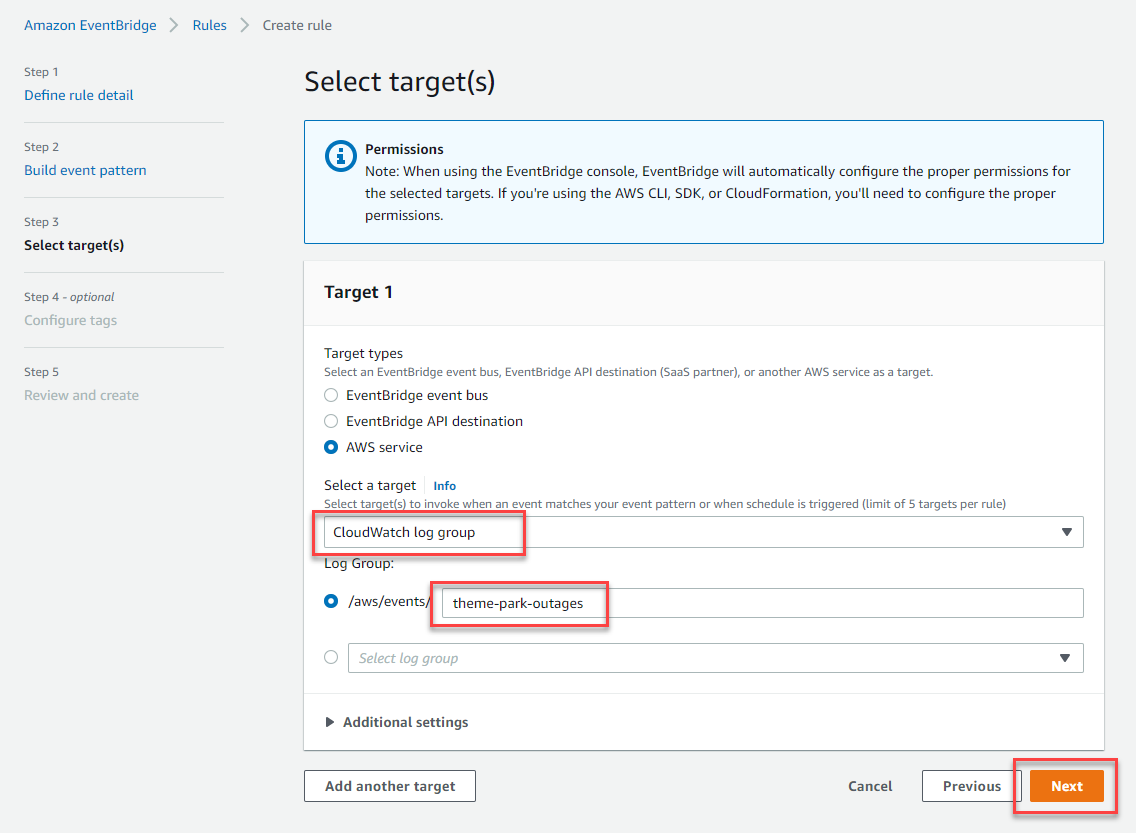 Amazon EventBridge
Rules
Create rule
Step 1
Define rule detail
Step 2
Build event pattern
Step 3
Select target(s)
Step 4 - optional
Configure tags
Step 5
Review and create
Select target(s)
Permissions
Note: When using the EventBridge console, EventBridge will automatically configure the proper permissions for
the selected targets. If you're using the AWS CLI, SDK, or CloudFormation, you'll need to configure the proper
permissions.
Target 1
Target types
Select an EventBridge event bus, EventBridge API destination (SaaS partner), or another AWS service as a target.
EventBridge event bus
EventBridge API destination
AWS service
Select a target Info
Select target(s) to invoke when an event matches your event pattern or when schedule is triggered (limit of 5 targets per rule)
CloudWatch log group
Log Group:
/aws/events/ theme-park-outages
Select log group
Additional settings
Add another target
Cancel
Previous
Next